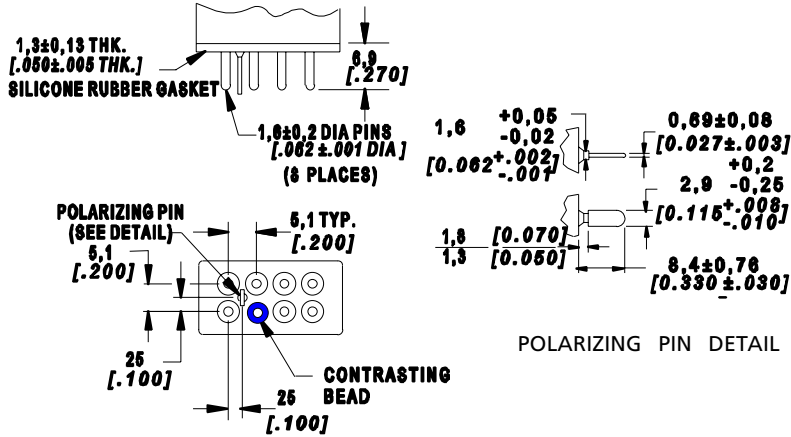 1,3±0,13 THK.
[.050±.005 THK.]
SILICONE RUBBER GASKET
6,9
[.270]
1,6±0,2 DIA PINS
[.062 ±.001 DIA]
(8 PLACES)
POLARIZING PIN
(SEE DETAIL)
5,1
[.200]
5,1 TYP.
[.200]
25
[.100]
25
[.100]
CONTRASTING
BEAD
1,6 +0,05
-0,02
[0.062 +.002
-.001]
0,69±0,08
[0.027±.003]
2,9 +0,2
-0,25
[0.115 +.008
-.010]
1,8 [0.070]
1,3 [0.050]
8,4±0,76
[0.330 ±.030]
POLARIZING PIN DETAIL